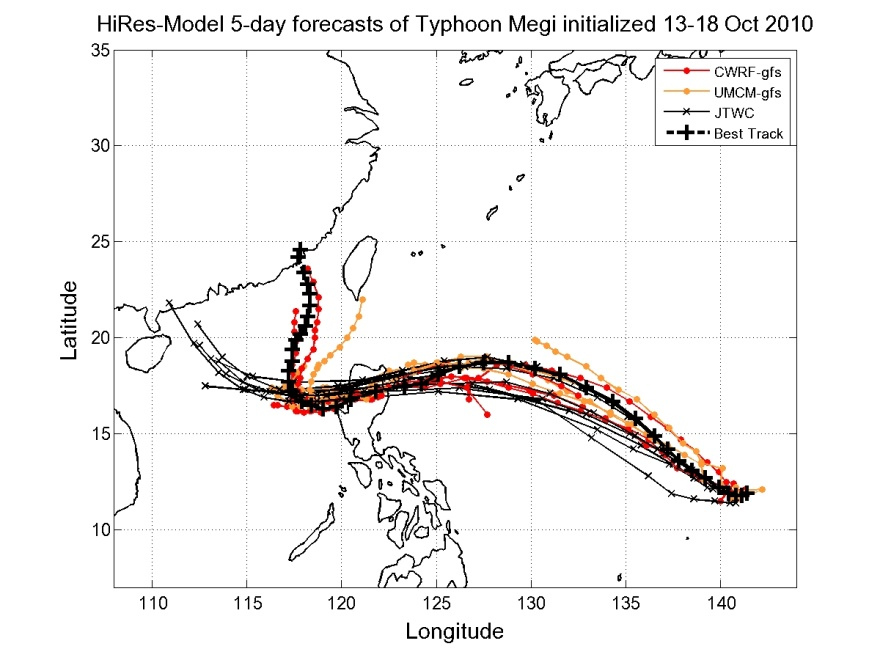 HiRes-Model 5-day forecasts of Typhoon Megi initialized 13-18 Oct 2010
35
30
25
20
15
10
Latitude
CWRF-gfs
UMCM-gfs
JTWC
Best Track
110 115 120 125 130 135 140
Longitude